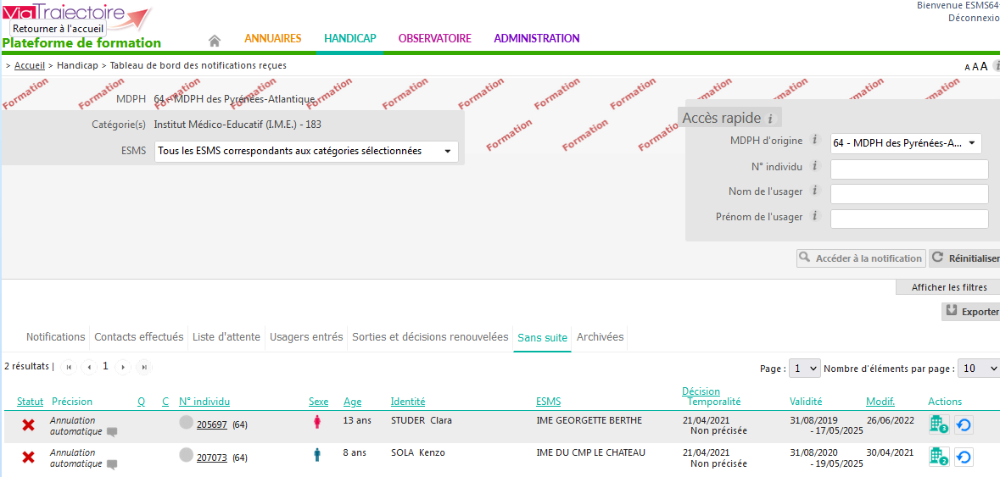 ViaTrajectoire
Bienvenue ESMS64
Déconnexio
Retourner à l'accueil
Plateforme de formation
ANNUAIRES HANDICAP OBSERVATOIRE ADMINISTRATION
> Accueil > Handicap > Tableau de bord des notifications reçues
A A A i
Formation Formation Formation Formation Formation Formation Formation Formation Formation Formation Formation Formation Formation
MDPH 64 - MDPH des Pyrénées-Atlantique
Catégorie(s) Institut Médico-Educatif (I.M.E.) - 183
ESMS Tous les ESMS correspondants aux catégories sélectionnées
Formation Formation Formation
Accès rapide i
MDPH d'origine i 64 - MDPH des Pyrénées-A...
N° individu i
Nom de l'usager i
Prénom de l'usager i
Accéder à la notification Réinitialiser
Afficher les filtres
Exporter
Notifications Contacts effectués Liste d'attente Usagers entrés Sorties et décisions renouvelées Sans suite Archivées
2 résultats | 1
Page : 1 Nombre d'éléments par page : 10
Statut Précision Q C N° individu Sexe Age Identité ESMS Décision Temporalité Validité Modif. Actions
Annulation automatique 205697 (64) 13 ans STUDER Clara IME GEORGETTE BERTHE 21/04/2021 Non précisée 31/08/2019 - 17/05/2025 26/06/2022 3
Annulation automatique 207073 (64) 8 ans SOLA Kenzo IME DU CMP LE CHATEAU 21/04/2021 Non précisée 31/08/2020 - 19/05/2025 30/04/2021 2